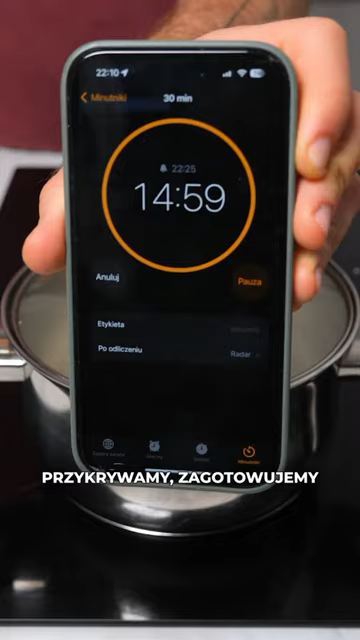 22:10
Minutniki
30 min
22:25
14:59
Anuluj
Pauza
Etykieta
Po odliczeniu
Radar
PRZYKRYWAMY, ZAGOTOWUJEMY